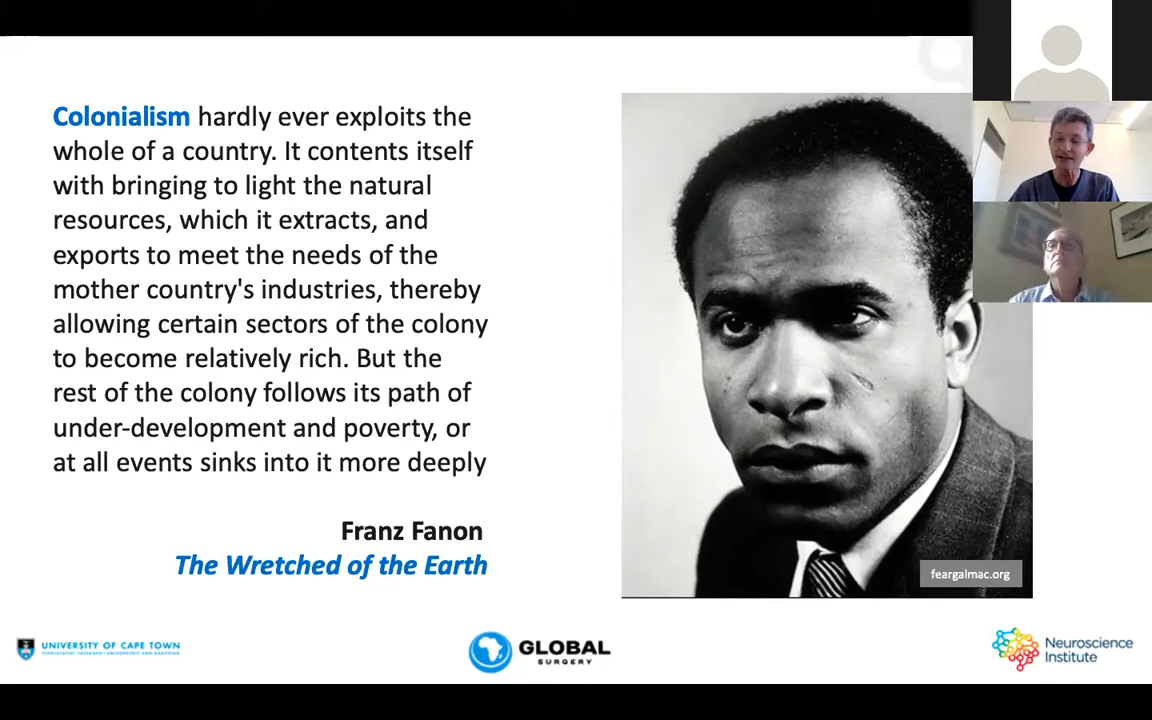 Colonialism hardly ever exploits the
whole of a country. It contents itself
with bringing to light the natural
resources, which it extracts, and
exports to meet the needs of the
mother country's industries, thereby
allowing certain sectors of the colony
to become relatively rich. But the
rest of the colony follows its path of
under-development and poverty, or
at all events sinks into it more deeply
Franz Fanon
The Wretched of the Earth
feargalmac.org
UNIVERSITY OF CAPE TOWN
GLOBAL
SURGERY
Neuroscience
Institute